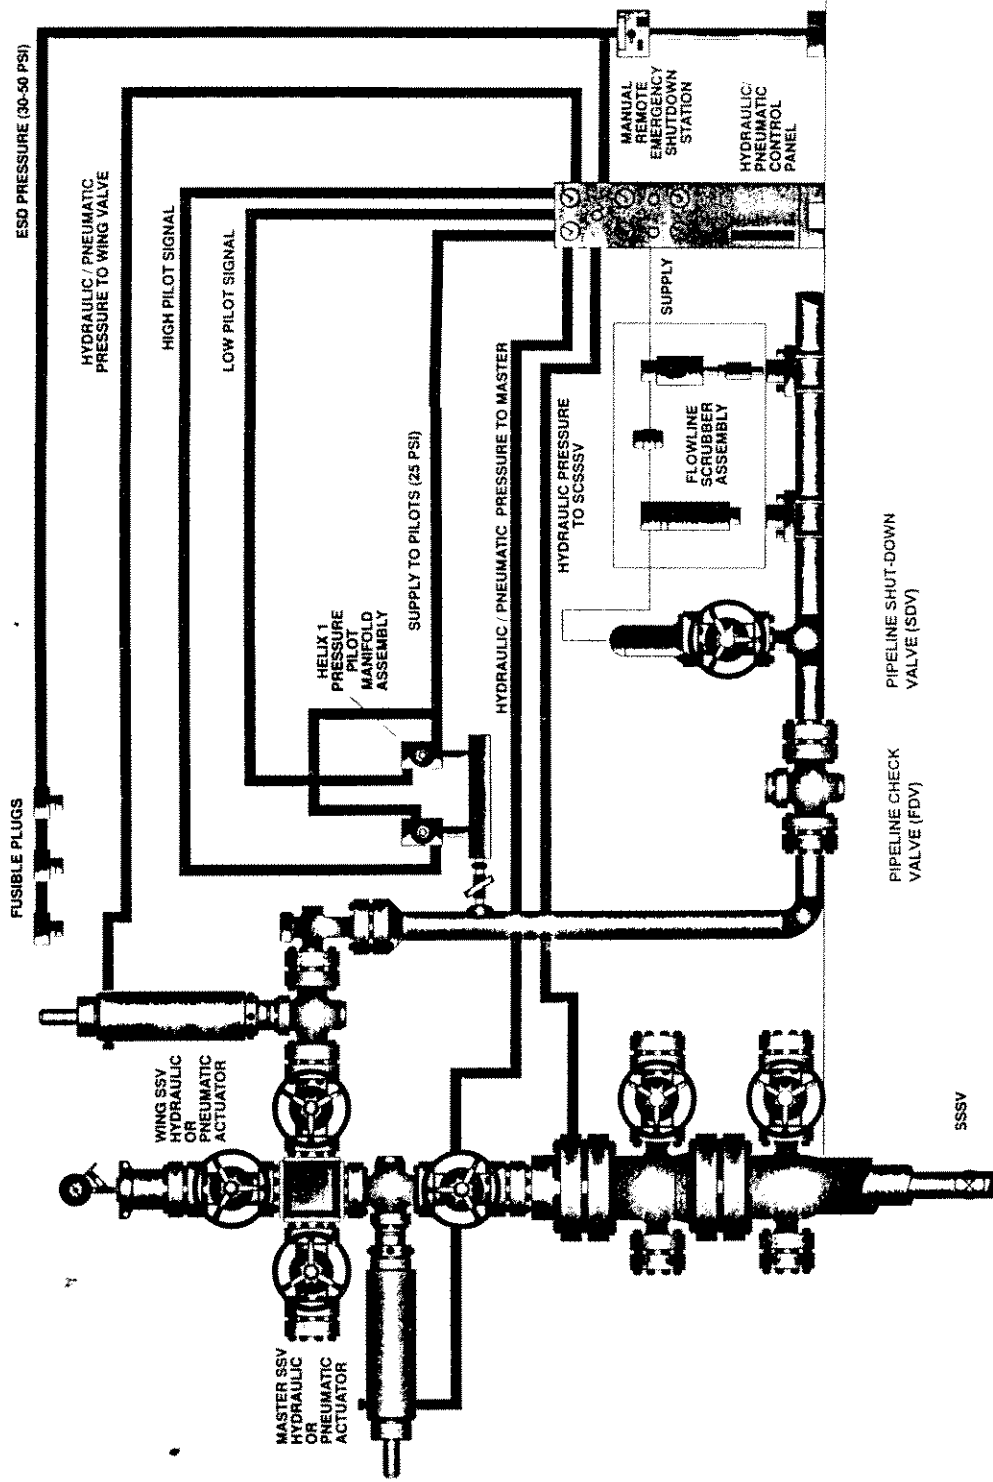 ESD PRESSURE (30-50 PSI)
FUSIBLE PLUGS
HYDRAULIC / PNEUMATIC
PRESSURE TO WING VALVE
HIGH PILOT SIGNAL
LOW PILOT SIGNAL
WING SSV
HYDRAULIC
OR
PNEUMATIC
ACTUATOR
HELIX 1
PRESSURE
PILOT
MANIFOLD
ASSEMBLY
SUPPLY TO PILOTS (25 PSI)
MASTER SSV
HYDRAULIC
OR
PNEUMATIC
ACTUATOR
HYDRAULIC / PNEUMATIC PRESSURE TO MASTER
HYDRAULIC PRESSURE
TO SCSSSV
MANUAL
REMOTE
EMERGENCY
SHUTDOWN
STATION
HYDRAULIC/
PNEUMATIC
CONTROL
PANEL
SUPPLY
FLOWLINE
SCRUBBER
ASSEMBLY
SSSV
PIPELINE CHECK
VALVE (FDV)
PIPELINE SHUT-DOWN
VALVE (SDV)